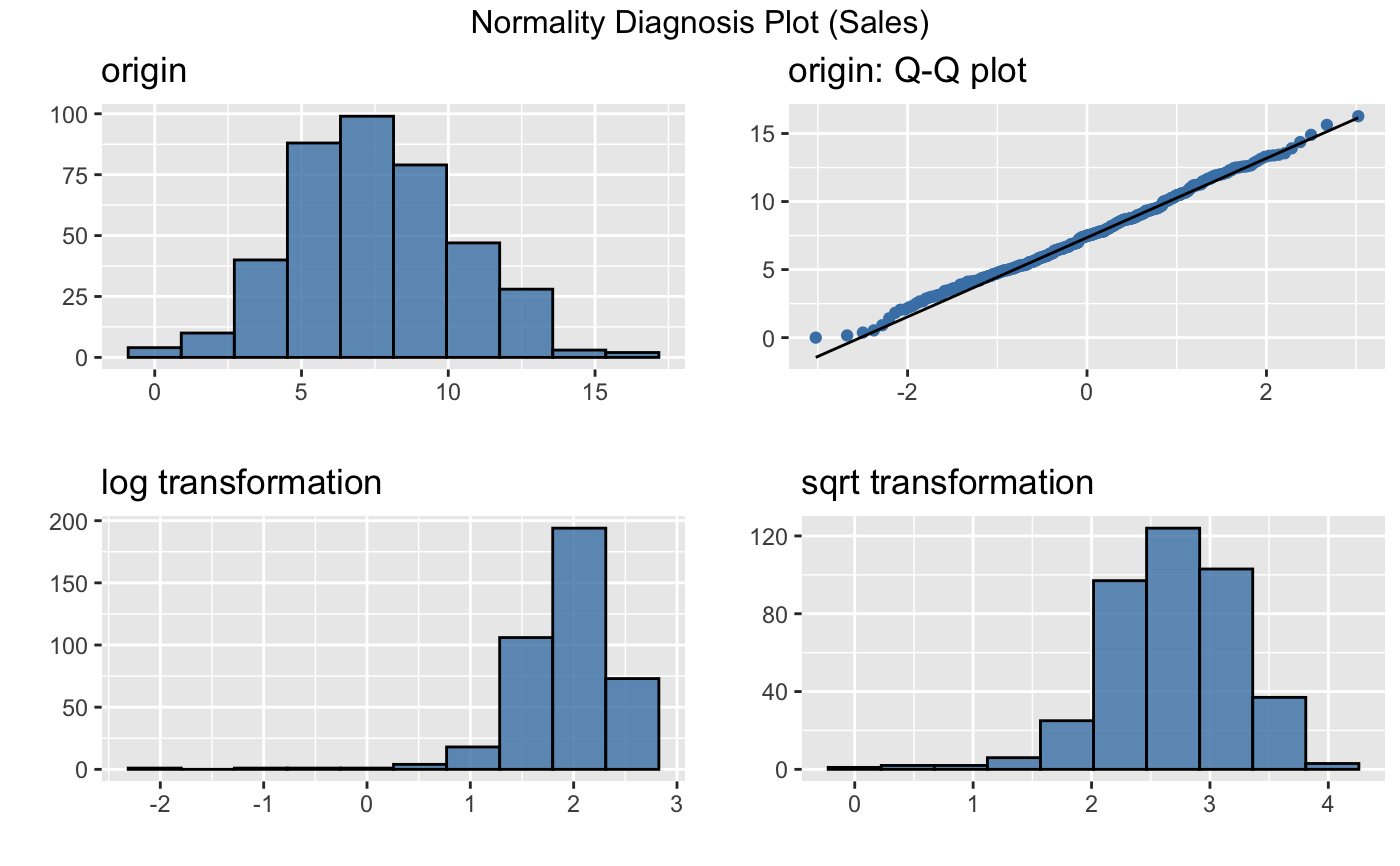 Normality Diagnosis Plot (Sales)
origin
100
75
50
25
0
0 5 10 15
origin: Q-Q plot
15
10
5
0
-2 0 2
log transformation
200
150
100
50
0
-2 -1 0 1 2 3
sqrt transformation
120
80
40
0
0 1 2 3 4